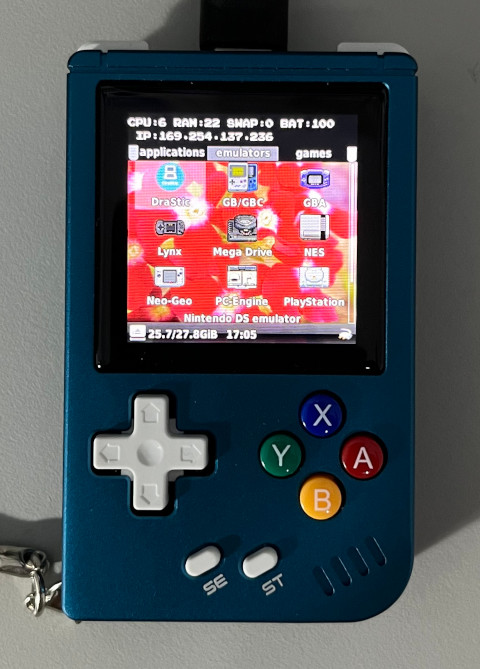 CPU:6 RAM:22 SWAP:0 BAT:100
IP:169.254.137.236
applications emulators games
DraStic GB/GBC GBA
Lynx Mega Drive NES
Neo-Geo PC-Engine PlayStation
Nintendo DS emulator
25.7/27.8GiB 17:05
X
Y A
B
SE ST